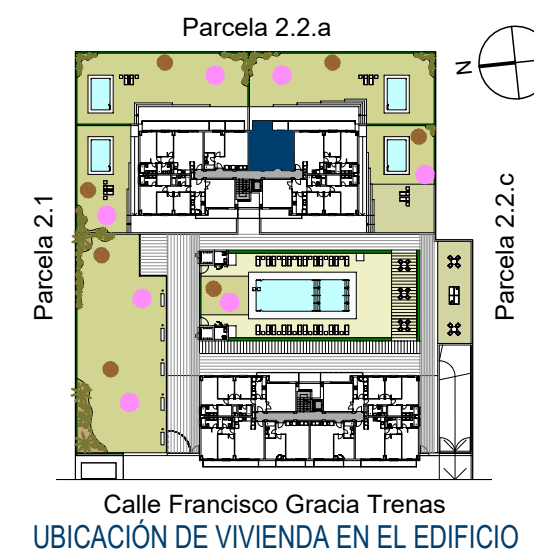 Parcela 2.2.a
N
Parcela 2.1
Parcela 2.2.c
Calle Francisco Gracia Trenas
UBICACIÓN DE VIVIENDA EN EL EDIFICIO